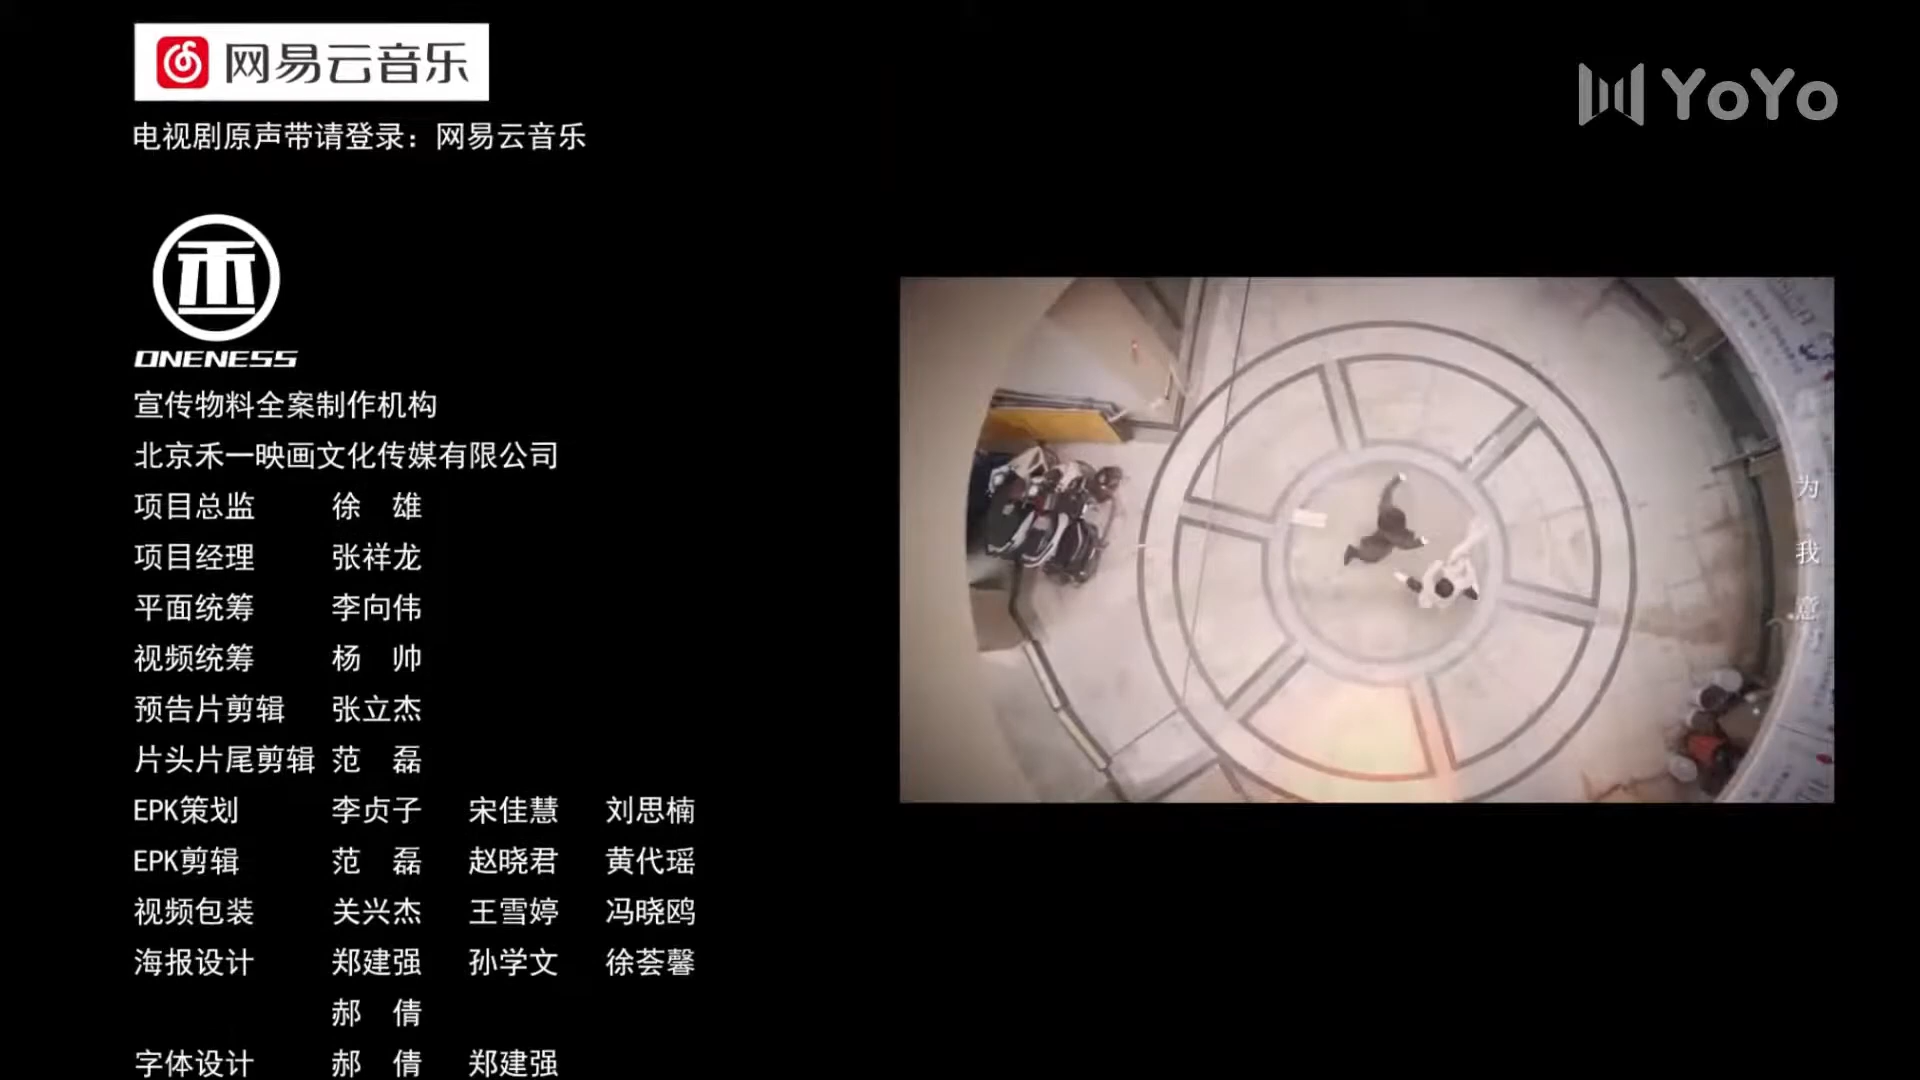 网易云音乐
YOYO
电视剧原声带请登录：网易云音乐
禾
ONENESS
宣传物料全案制作机构
北京禾一映画文化传媒有限公司
项目总监 徐 雄
项目经理 张祥龙
平面统筹 李向伟
视频统筹 杨 帅
预告片剪辑 张立杰
片头片尾剪辑 范 磊
EPK策划 李贞子 宋佳慧 刘思楠
EPK剪辑 范 磊 赵晓君 黄代瑶
视频包装 关兴杰 王雪婷 冯晓鸥
海报设计 郑建强 孙学文 徐荟馨
郝 倩
字体设计 郝 倩 郑建强
为我意